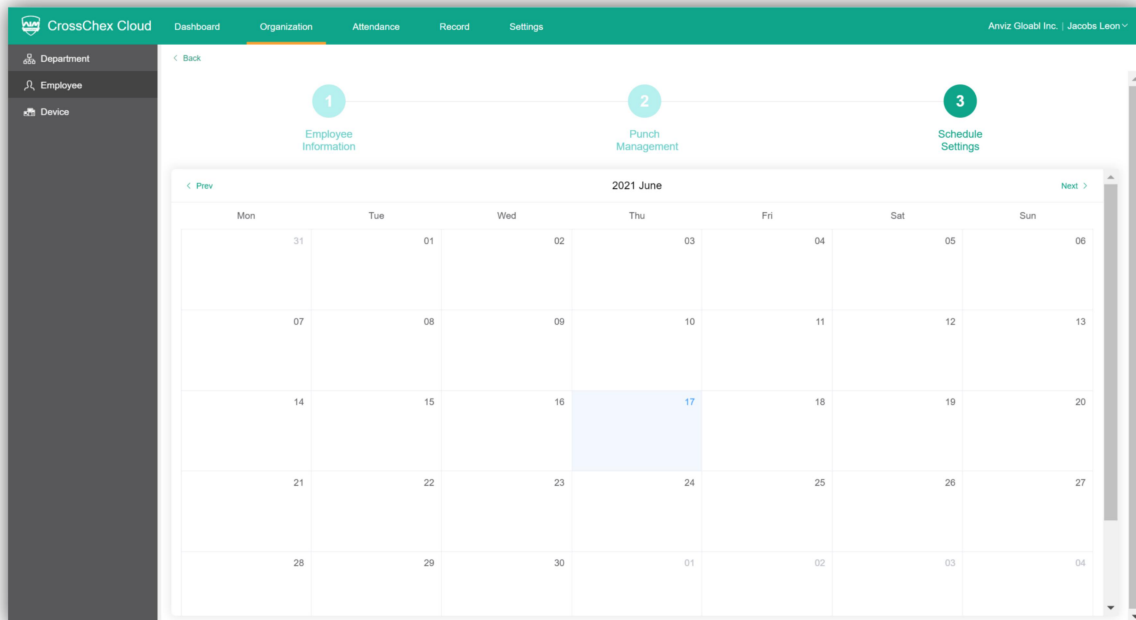 CrossChex Cloud Dashboard Organization Attendance Record Settings Anviz Gloabl Inc. | Jacobs Leon
Department
Employee
Device
< Back
1 2 3
Employee Information Punch Management Schedule Settings
< Prev 2021 June Next >
Mon Tue Wed Thu Fri Sat Sun
31 01 02 03 04 05 06
07 08 09 10 11 12 13
14 15 16 17 18 19 20
21 22 23 24 25 26 27
28 29 30 01 02 03 04